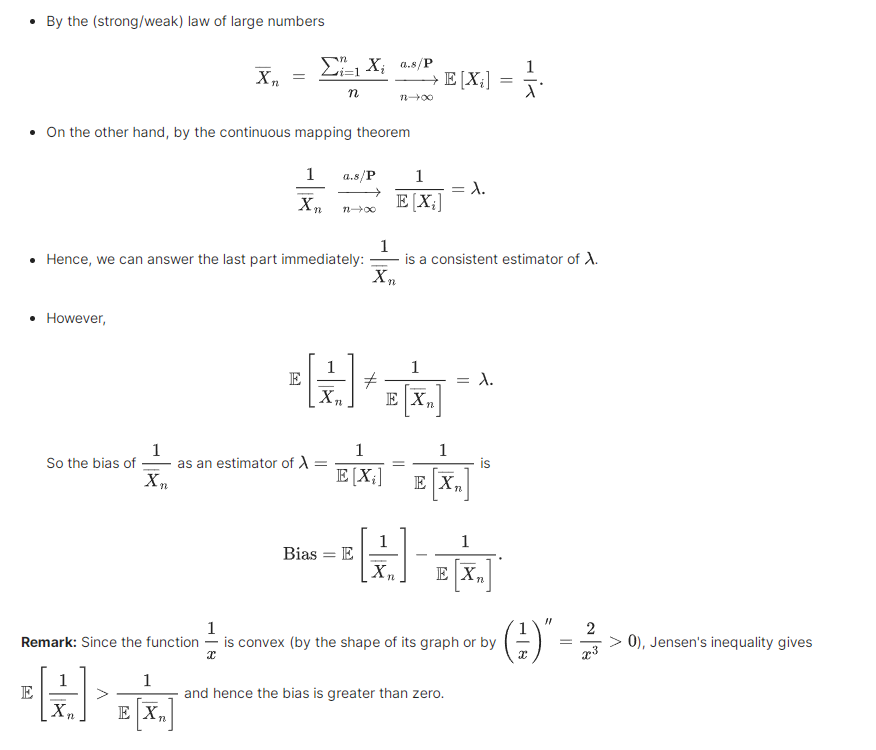 • By the (strong/weak) law of large numbers
$\overline{X}_n = \frac{\sum_{i=1}^{n} X_i}{n} \xrightarrow[n\to\infty]{a.s/\mathbf{P}} \mathbb{E}[X_i] = \frac{1}{\lambda}.$
• On the other hand, by the continuous mapping theorem
$\frac{1}{\overline{X}_n} \xrightarrow[n\to\infty]{a.s/\mathbf{P}} \frac{1}{\mathbb{E}[X_i]} = \lambda.$
• Hence, we can answer the last part immediately: $\frac{1}{\overline{X}_n}$ is a consistent estimator of $\lambda$.
• However,
$\mathbb{E}\left[\frac{1}{\overline{X}_n}\right] \neq \frac{1}{\mathbb{E}\left[\overline{X}_n\right]} = \lambda.$
So the bias of $\frac{1}{\overline{X}_n}$ as an estimator of $\lambda = \frac{1}{\mathbb{E}[X_i]} = \frac{1}{\mathbb{E}\left[\overline{X}_n\right]}$ is
$\text{Bias} = \mathbb{E}\left[\frac{1}{\overline{X}_n}\right] - \frac{1}{\mathbb{E}\left[\overline{X}_n\right]}.$
Remark: Since the function $\frac{1}{x}$ is convex (by the shape of its graph or by $\left(\frac{1}{x}\right)'' = \frac{2}{x^3} > 0$), Jensen's inequality gives
$\mathbb{E}\left[\frac{1}{\overline{X}_n}\right] > \frac{1}{\mathbb{E}\left[\overline{X}_n\right]}$ and hence the bias is greater than zero.